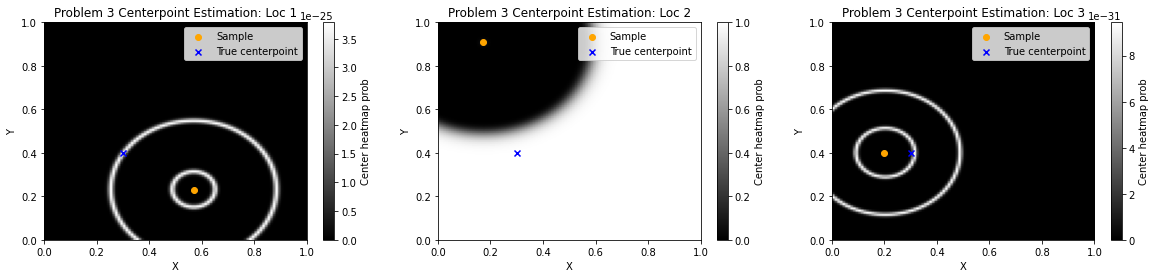 Problem 3 Centerpoint Estimation: Loc 1
1e−25
Sample
True centerpoint
1.0
0.8
0.6
0.4
0.2
0.0
Y
0.0 0.2 0.4 0.6 0.8 1.0
X
3.5
3.0
2.5
2.0
1.5
1.0
0.5
0.0
Center heatmap prob
Problem 3 Centerpoint Estimation: Loc 2
Sample
True centerpoint
1.0
0.8
0.6
0.4
0.2
0.0
Y
0.0 0.2 0.4 0.6 0.8 1.0
X
1.0
0.8
0.6
0.4
0.2
0.0
Center heatmap prob
Problem 3 Centerpoint Estimation: Loc 3
1e−31
Sample
True centerpoint
1.0
0.8
0.6
0.4
0.2
0.0
Y
0.0 0.2 0.4 0.6 0.8 1.0
X
8
6
4
2
0
Center heatmap prob